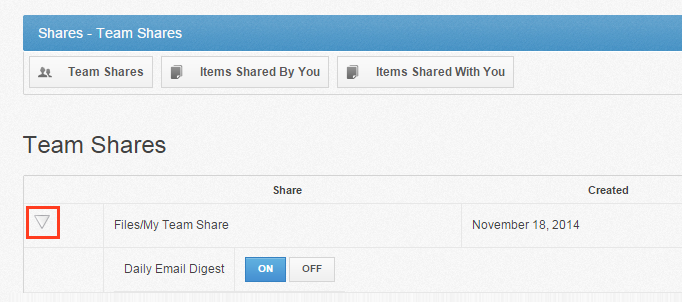 Shares - Team Shares
Team Shares Items Shared By You Items Shared With You
Team Shares
Share Created
Files/My Team Share November 18, 2014
Daily Email Digest ON OFF